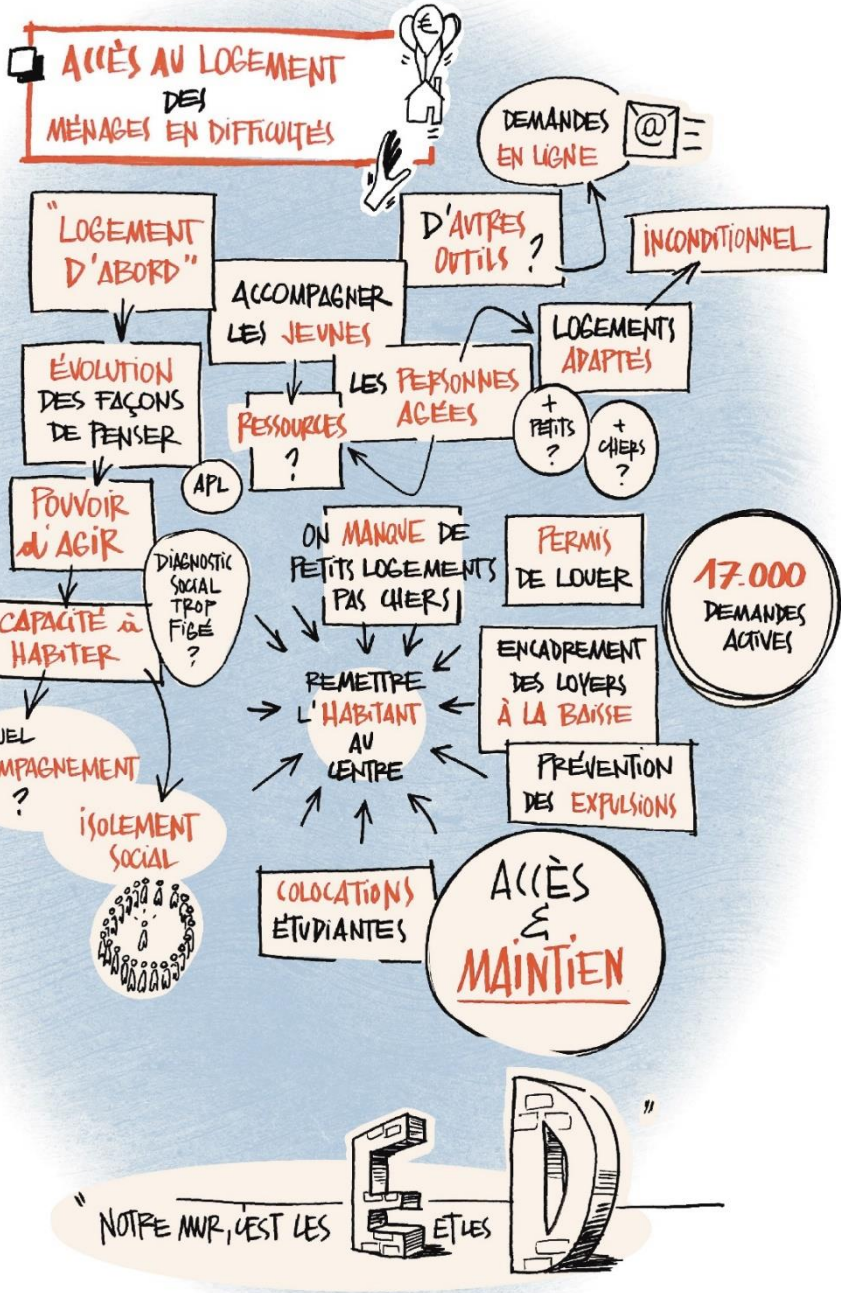 ACCÈS AU LOGEMENT
DES
MÉNAGES EN DIFFICULTÉS
€
DEMANDES
EN LIGNE
@
"LOGEMENT
D'ABORD"
D'AUTRES
OUTILS ?
INCONDITIONNEL
ACCOMPAGNER
LES JEUNES
LOGEMENTS
ADAPTÉS
ÉVOLUTION
DES FAÇONS
DE PENSER
LES PERSONNES
AGÉES
RESSOURCES
?
+
PETITS
?
+
CHERS
?
APL
POUVOIR
d'AGIR
ON MANQUE DE
PETITS LOGEMENTS
PAS CHERS
PERMIS
DE LOUER
17.000
DEMANDES
ACTIVES
DIAGNOSTIC
SOCIAL
TROP
FIGÉ
?
CAPACITÉ à
HABITER
REMETTRE
L'HABITANT
AU
CENTRE
ENCADREMENT
DES LOYERS
À LA BAISSE
UEL
MPAGNEMENT
?
PRÉVENTION
DES EXPULSIONS
ISOLEMENT
SOCIAL
COLOCATIONS
ÉTUDIANTES
ACCÈS
&
MAINTIEN
"NOTRE MUR, C'EST LES E ET LES D"